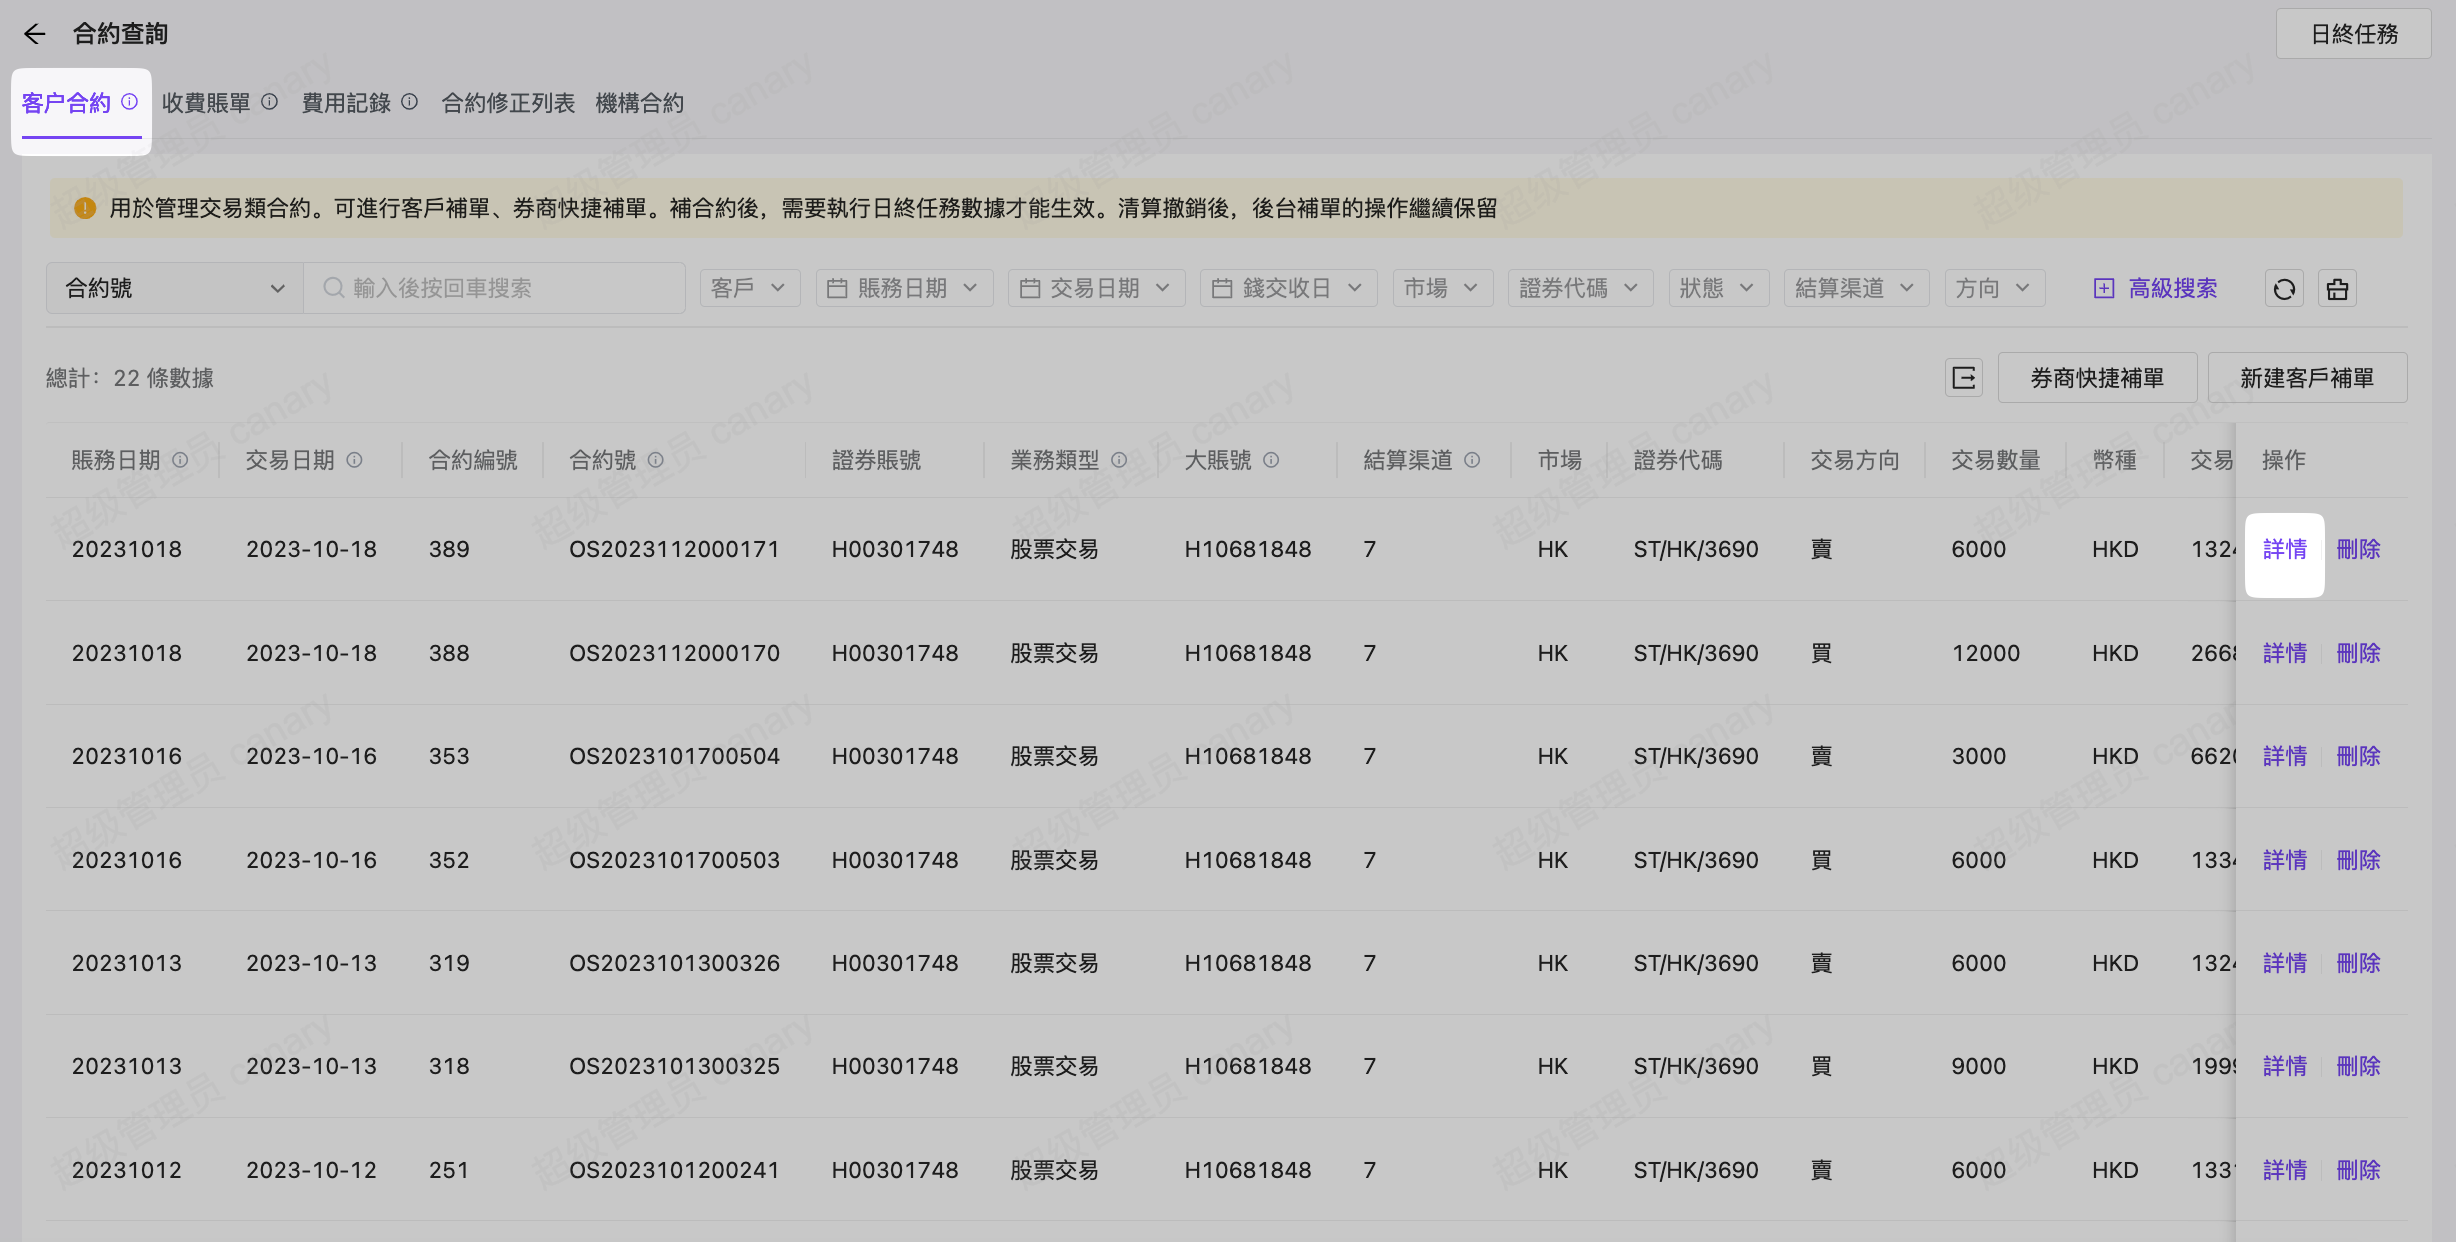 合約查詢
日終任務
客户合約 收費賬單 費用記錄 合約修正列表 機構合約
用於管理交易類合約。可進行客戶補單、券商快捷補單。補合約後，需要執行日終任務數據才能生效。清算撤銷後，後台補單的操作繼續保留
合約號 輸入後按回車搜索 客戶 賬務日期 交易日期 錢交收日 市場 證券代碼 狀態 結算渠道 方向 高級搜索
總計： 22 條數據 券商快捷補單 新建客戶補單
賬務日期 交易日期 合約編號 合約號 證券賬號 業務類型 大賬號 結算渠道 市場 證券代碼 交易方向 交易數量 幣種 交易 操作
20231018 2023-10-18 389 OS2023112000171 H00301748 股票交易 H10681848 7 HK ST/HK/3690 賣 6000 HKD 1324 詳情 刪除
20231018 2023-10-18 388 OS2023112000170 H00301748 股票交易 H10681848 7 HK ST/HK/3690 買 12000 HKD 2668 詳情 刪除
20231016 2023-10-16 353 OS2023101700504 H00301748 股票交易 H10681848 7 HK ST/HK/3690 賣 3000 HKD 6620 詳情 刪除
20231016 2023-10-16 352 OS2023101700503 H00301748 股票交易 H10681848 7 HK ST/HK/3690 買 6000 HKD 1334 詳情 刪除
20231013 2023-10-13 319 OS2023101300326 H00301748 股票交易 H10681848 7 HK ST/HK/3690 賣 6000 HKD 1324 詳情 刪除
20231013 2023-10-13 318 OS2023101300325 H00301748 股票交易 H10681848 7 HK ST/HK/3690 買 9000 HKD 1999 詳情 刪除
20231012 2023-10-12 251 OS2023101200241 H00301748 股票交易 H10681848 7 HK ST/HK/3690 賣 6000 HKD 133 詳情 刪除
超级管理员 canary